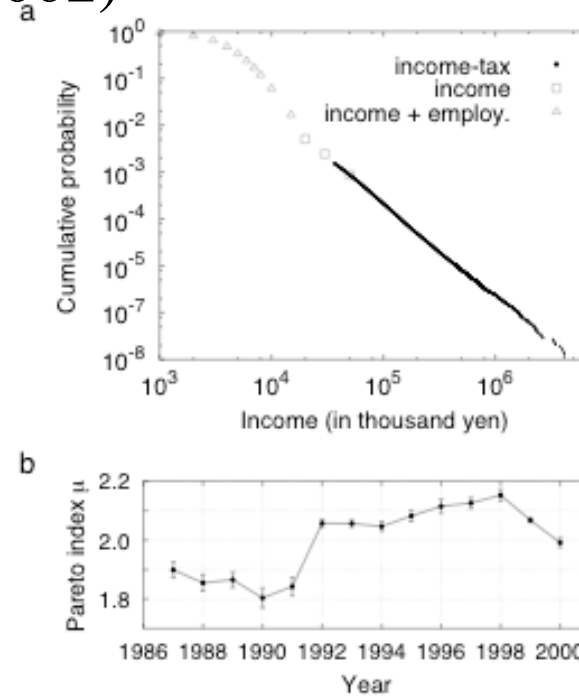 a
10^0
10^-1
10^-2
10^-3
10^-4
10^-5
10^-6
10^-7
10^-8
Cumulative probability
income-tax
income
income + employ.
10^3 10^4 10^5 10^6
Income (in thousand yen)
b
2.2
2.0
1.8
Pareto index μ
1986 1988 1990 1992 1994 1996 1998 2000
Year